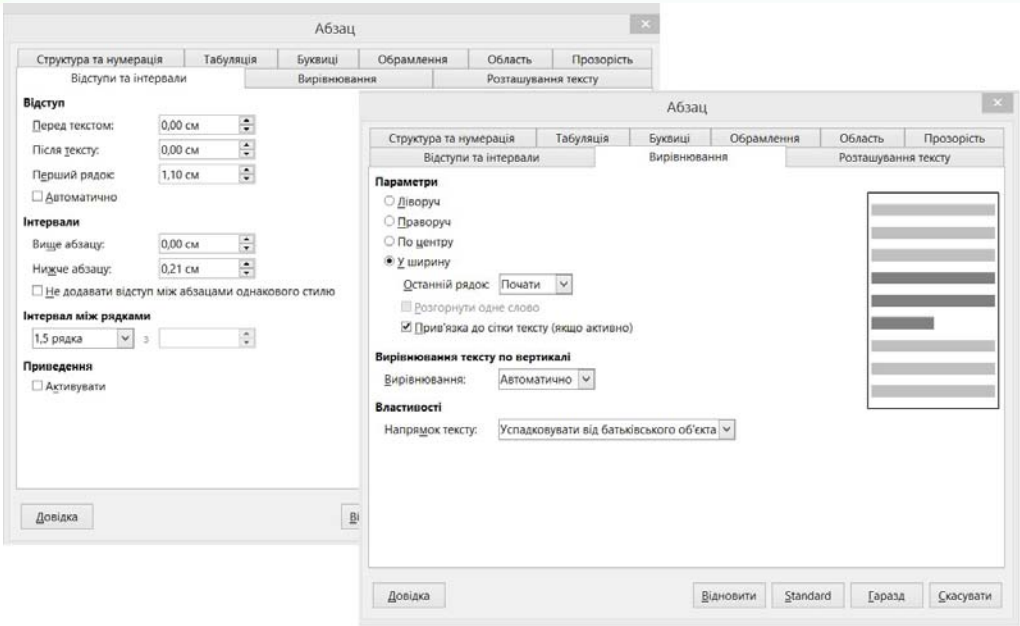 Абзац
Структура та нумерація Табуляція Буквиці Обрамлення Область Прозорість
Відступи та інтервали Вирівнювання Розташування тексту
Відступ
Перед текстом: 0,00 см
Після тексту: 0,00 см
Перший рядок: 1,10 см
Автоматично
Інтервали
Вище абзацу: 0,00 см
Нижче абзацу: 0,21 см
Не додавати відступ між абзацами однакового стилю
Інтервал між рядками
1,5 рядка з
Приведення
Активувати
Довідка Ві
Абзац
Структура та нумерація Табуляція Буквиці Обрамлення Область Прозорість
Відступи та інтервали Вирівнювання Розташування тексту
Параметри
Ліворуч
Праворуч
По центру
У ширину
Останній рядок: Почати
Розгорнути одне слово
Прив'язка до сітки тексту (якщо активно)
Вирівнювання тексту по вертикалі
Вирівнювання: Автоматично
Властивості
Напрямок тексту: Успадковувати від батьківського об'єкта
Довідка Відновити Standard Гаразд Скасувати